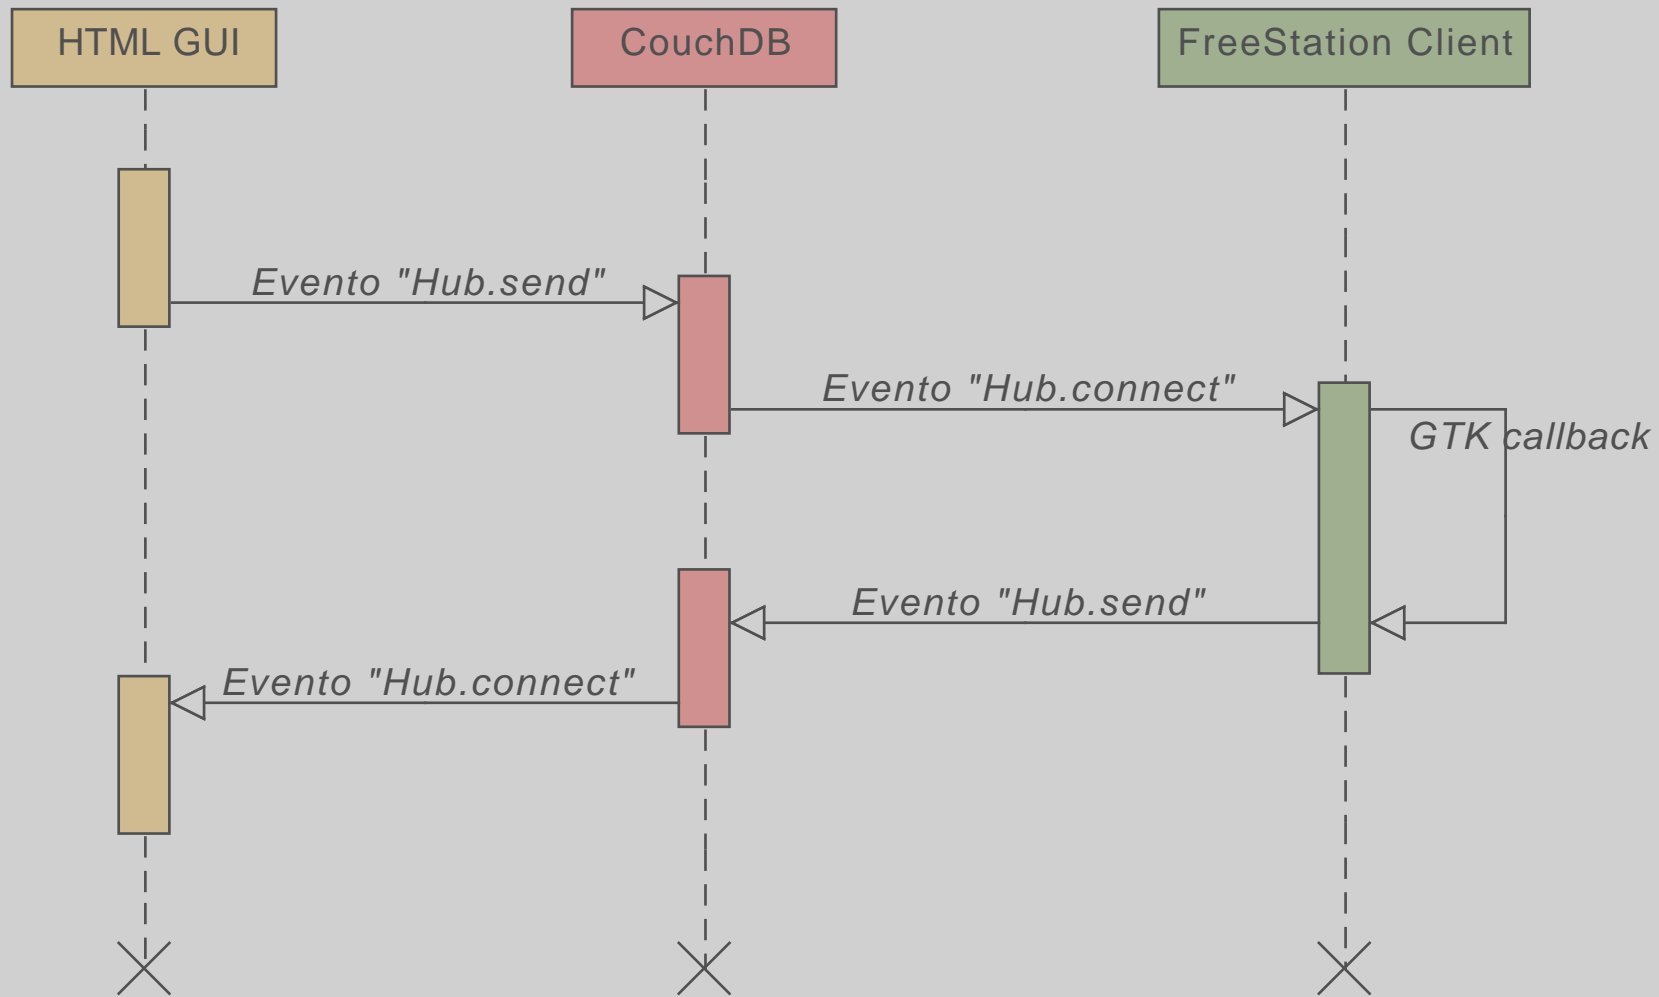 HTML GUI
CouchDB
FreeStation Client
Evento "Hub.send"
Evento "Hub.connect"
GTK callback
Evento "Hub.send"
Evento "Hub.connect"